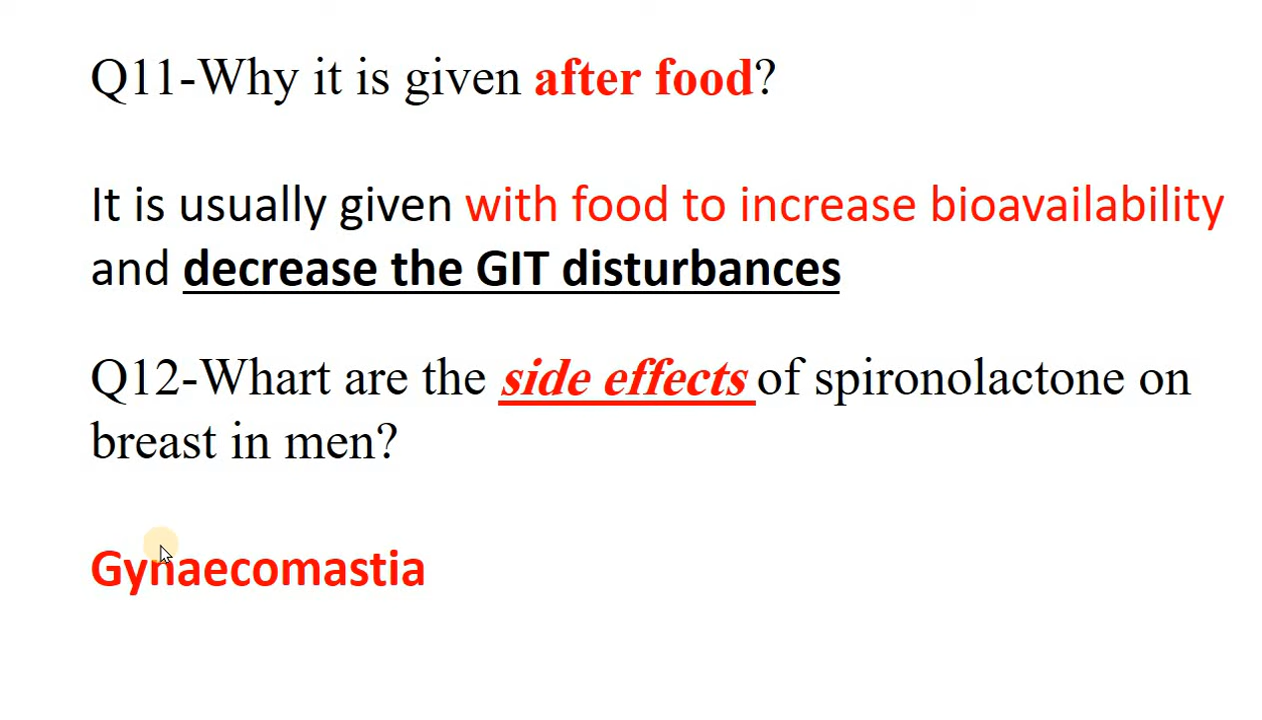 Q11-Why it is given after food?
It is usually given with food to increase bioavailability
and decrease the GIT disturbances
Q12-Whart are the side effects of spironolactone on
breast in men?
Gynaecomastia